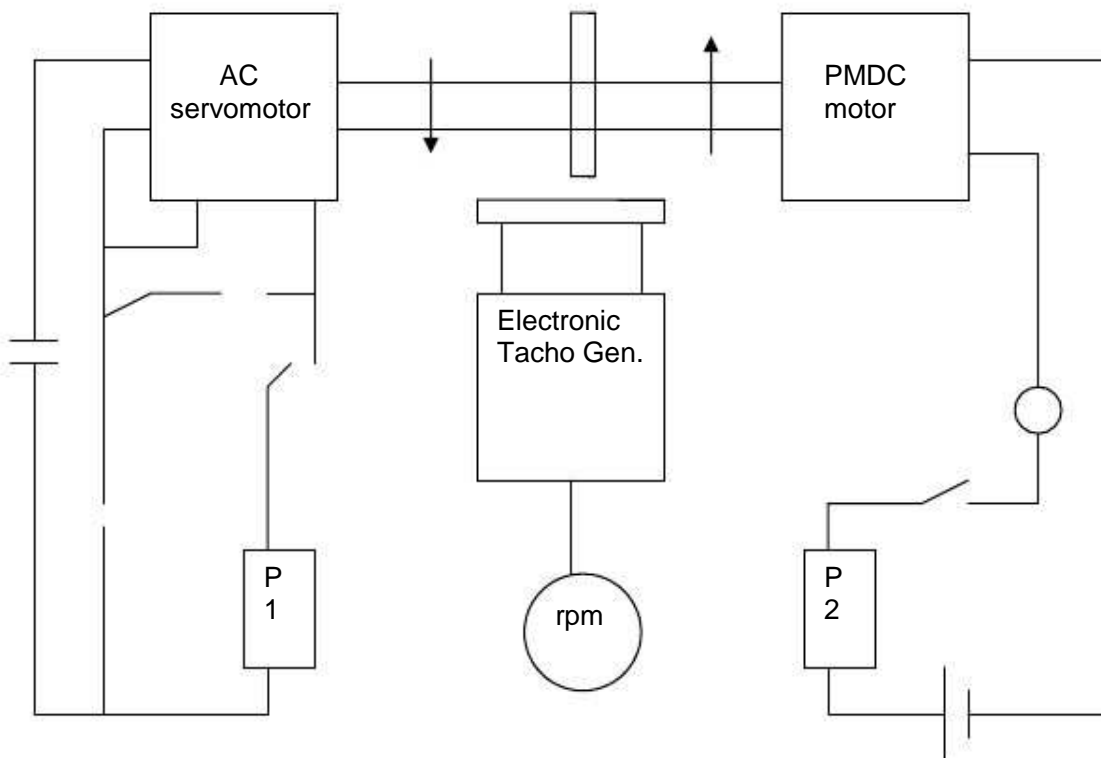 AC
servomotor
PMDC
motor
Electronic
Tacho Gen.
P
1
rpm
P
2